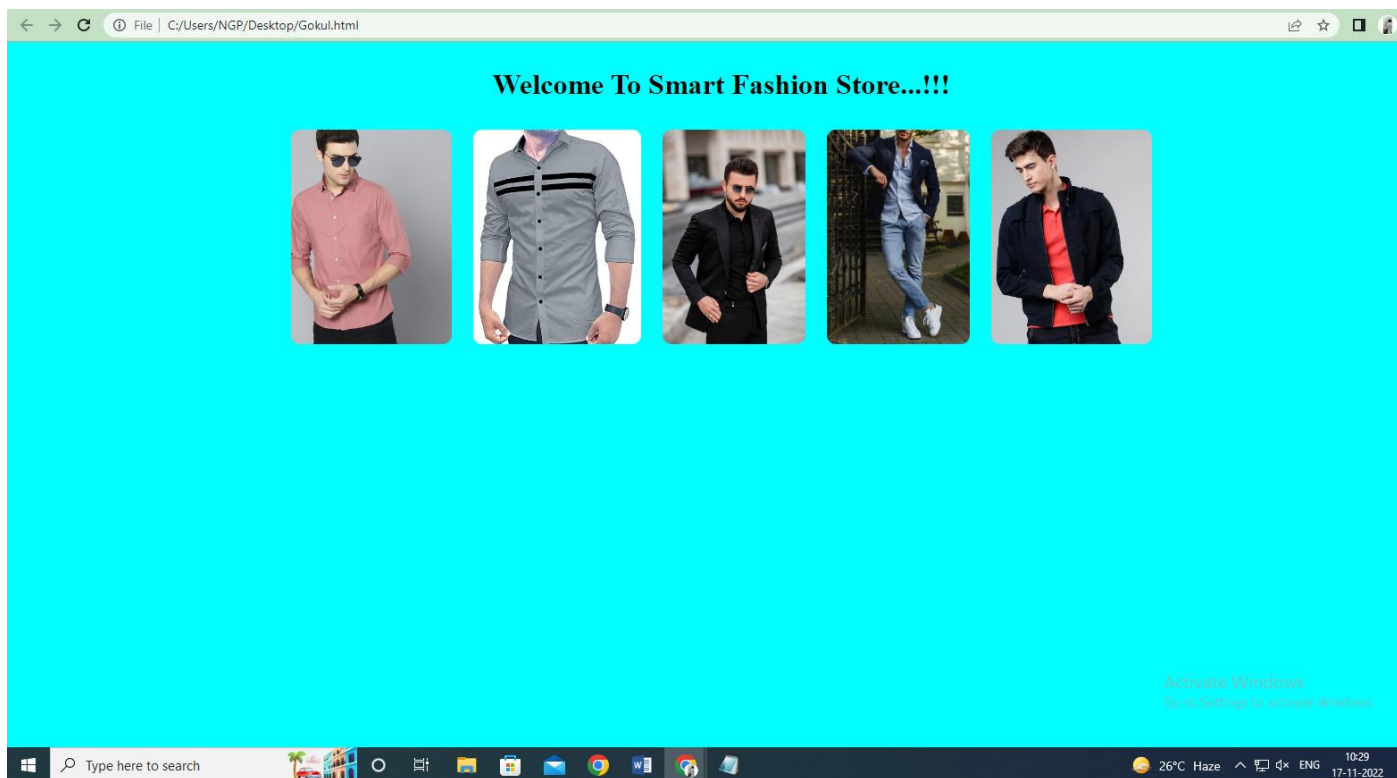 File | C:/Users/NGP/Desktop/Gokul.html
Welcome To Smart Fashion Store...!!!
Activate Windows
Go to Settings to activate Windows.
Type here to search
26°C Haze
ENG
10:29
17-11-2022